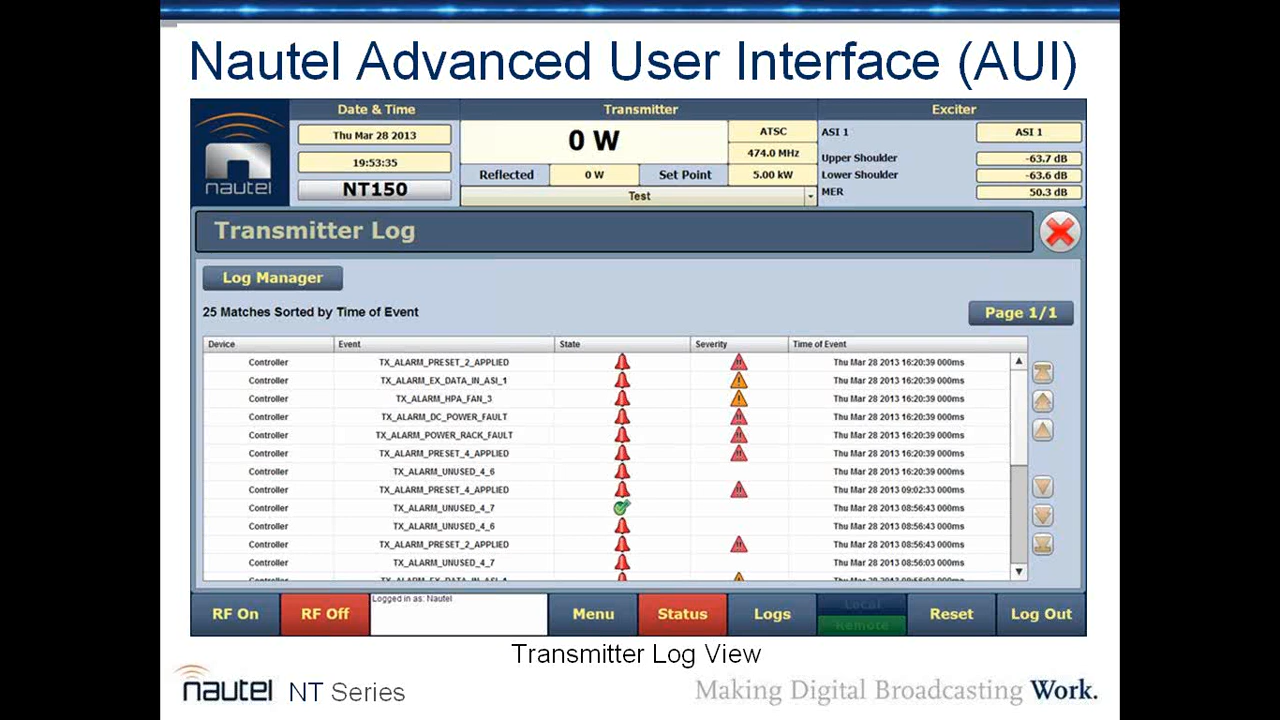 Nautel Advanced User Interface (AUI)
Date & Time Transmitter Exciter
Thu Mar 28 2013 0 W ATSC ASI 1 ASI 1
19:53:35 474.0 MHz Upper Shoulder -63.7 dB
nautel NT150 Reflected 0 W Set Point 5.00 kW Lower Shoulder -63.6 dB
Test MER 50.3 dB
Transmitter Log
Log Manager
25 Matches Sorted by Time of Event Page 1/1
Device Event State Severity Time of Event
Controller TX_ALARM_PRESET_2_APPLIED Thu Mar 28 2013 16:20:39 000ms
Controller TX_ALARM_EX_DATA_IN_ASI_1 Thu Mar 28 2013 16:20:39 000ms
Controller TX_ALARM_HPA_FAN_3 Thu Mar 28 2013 16:20:39 000ms
Controller TX_ALARM_DC_POWER_FAULT Thu Mar 28 2013 16:20:39 000ms
Controller TX_ALARM_POWER_RACK_FAULT Thu Mar 28 2013 16:20:39 000ms
Controller TX_ALARM_PRESET_4_APPLIED Thu Mar 28 2013 16:20:39 000ms
Controller TX_ALARM_UNUSED_4_6 Thu Mar 28 2013 16:20:39 000ms
Controller TX_ALARM_PRESET_4_APPLIED Thu Mar 28 2013 09:02:33 000ms
Controller TX_ALARM_UNUSED_4_7 Thu Mar 28 2013 08:56:43 000ms
Controller TX_ALARM_UNUSED_4_6 Thu Mar 28 2013 08:56:43 000ms
Controller TX_ALARM_PRESET_2_APPLIED Thu Mar 28 2013 08:56:43 000ms
Controller TX_ALARM_UNUSED_4_7 Thu Mar 28 2013 08:56:03 000ms
RF On RF Off Logged in as: Nautel Menu Status Logs Local Remote Reset Log Out
Transmitter Log View
nautel NT Series Making Digital Broadcasting Work.